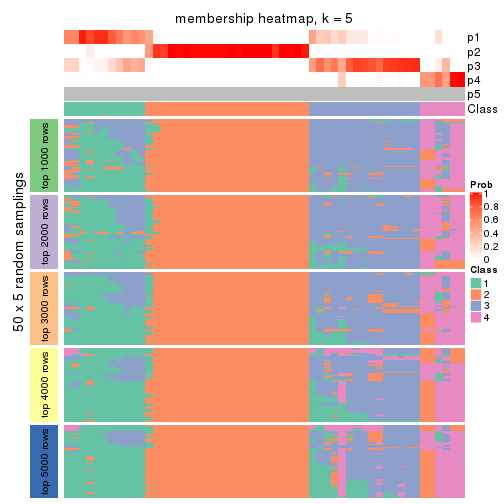 membership heatmap, k = 5
p1
p2
p3
p4
p5
Class
50 x 5 random samplings
top 1000 rows
top 2000 rows
top 3000 rows
top 4000 rows
top 5000 rows
Prob
1
0.8
0.6
0.4
0.2
0
Class
1
2
3
4